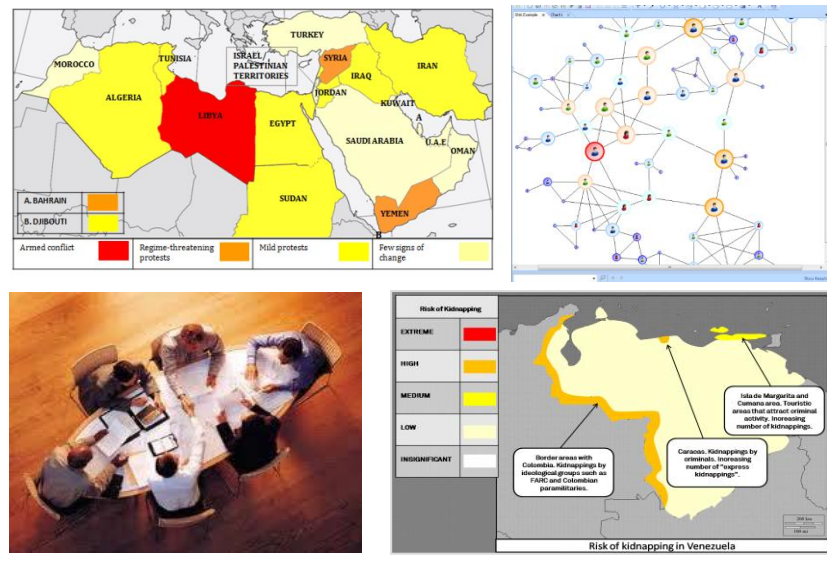 TURKEY
MOROCCO
TUNISIA
ISRAEL/
PALESTINIAN
TERRITORIES
SYRIA
IRAQ
IRAN
ALGERIA
LIBYA
EGYPT
JORDAN
KUWAIT
A
SAUDI ARABIA
U.A.E.
OMAN
SUDAN
YEMEN
B
A. BAHRAIN
B. DJIBOUTI
Armed conflict
Regime-threatening
protests
Mild protests
Few signs of
change
Risk of Kidnapping
EXTREME
HIGH
MEDIUM
LOW
INSIGNIFICANT
Isla de Margarita and
Cumana area. Touristic
areas that attract criminal
activity. Increasing
number of kidnappings.
Border areas with
Colombia. Kidnappings by
ideological groups such as
FARC and Colombian
paramilitaries.
Caracas. Kidnappings by
criminals. Increasing
number of "express
kidnappings".
Risk of kidnapping in Venezuela